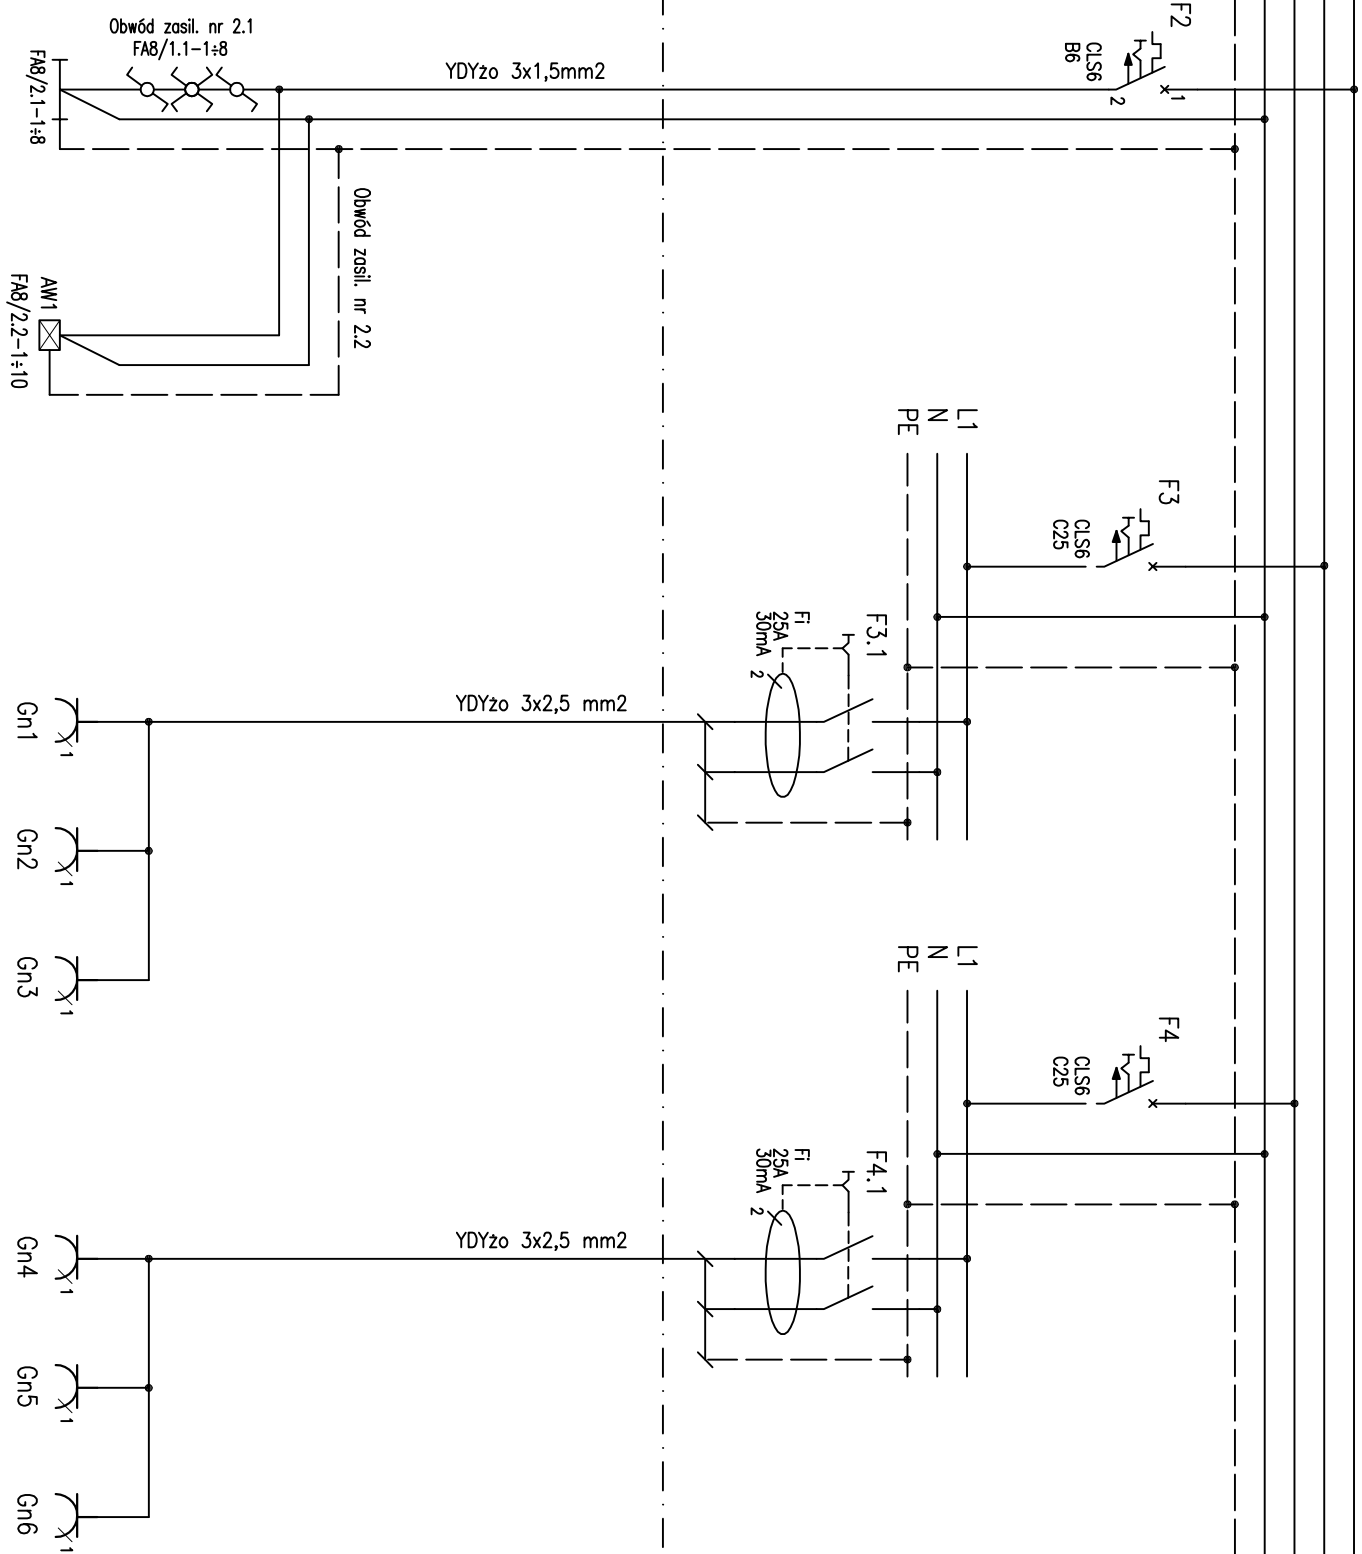 F2
CLS6
B6
1
2
YDYżo 3x1,5mm2
Obwód zasil. nr 2.1
FA8/1.1-1÷8
FA8/2.1-1÷8
Obwód zasil. nr 2.2
AW1
FA8/2.2-1÷10
L1
N
PE
F3
CLS6
C25
F3.1
Fi
25A
30mA
2
YDYżo 3x2,5 mm2
Gn1
1
Gn2
1
Gn3
1
L1
N
PE
F4
CLS6
C25
F4.1
Fi
25A
30mA
2
YDYżo 3x2,5 mm2
Gn4
1
Gn5
1
Gn6
1